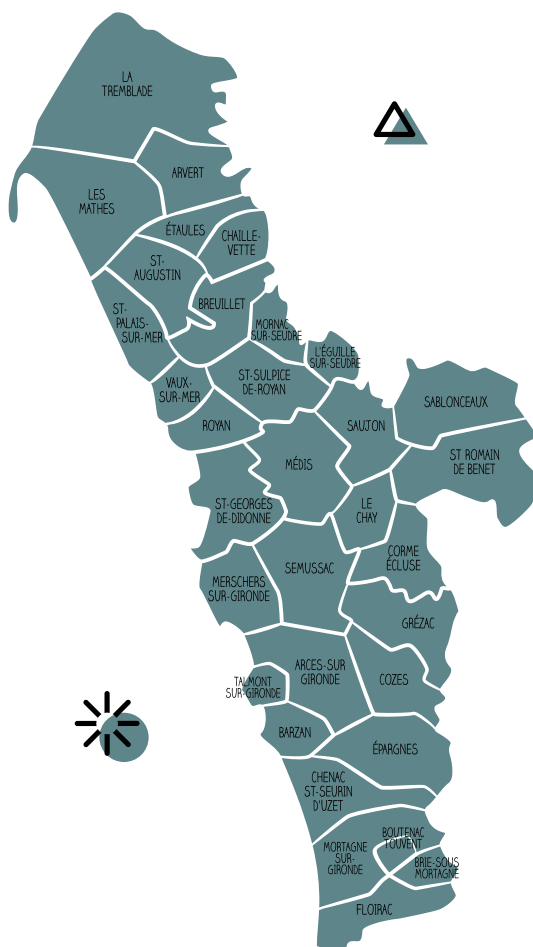 LA
TREMBLADE
ARVERT
LES
MATHES
ÉTAULES
CHAILLE-
VETTE
ST-
AUGUSTIN
BREUILLET
ST-
PALAIS-
SUR-MER
MORNAC
SUR-SEUDRE
L'ÉGUILLE
SUR-SEUDRE
VAUX-
SUR-MER
ST-SULPICE
DE-ROYAN
SABLONCEAUX
ROYAN
SAUJON
MÉDIS
ST ROMAIN
DE BENET
ST-GEORGES
DE-DIDONNE
LE
CHAY
CORME
ÉCLUSE
SEMUSSAC
MERSCHERS
SUR-GIRONDE
GRÉZAC
ARCES-SUR
GIRONDE
COZES
TALMONT
SUR-GIRONDE
BARZAN
ÉPARGNES
CHENAC
ST-SEURIN
D'UZET
BOUTENAC
TOUVENT
MORTAGNE
SUR-
GIRONDE
BRIE-SOUS
MORTAGNE
FLOIRAC